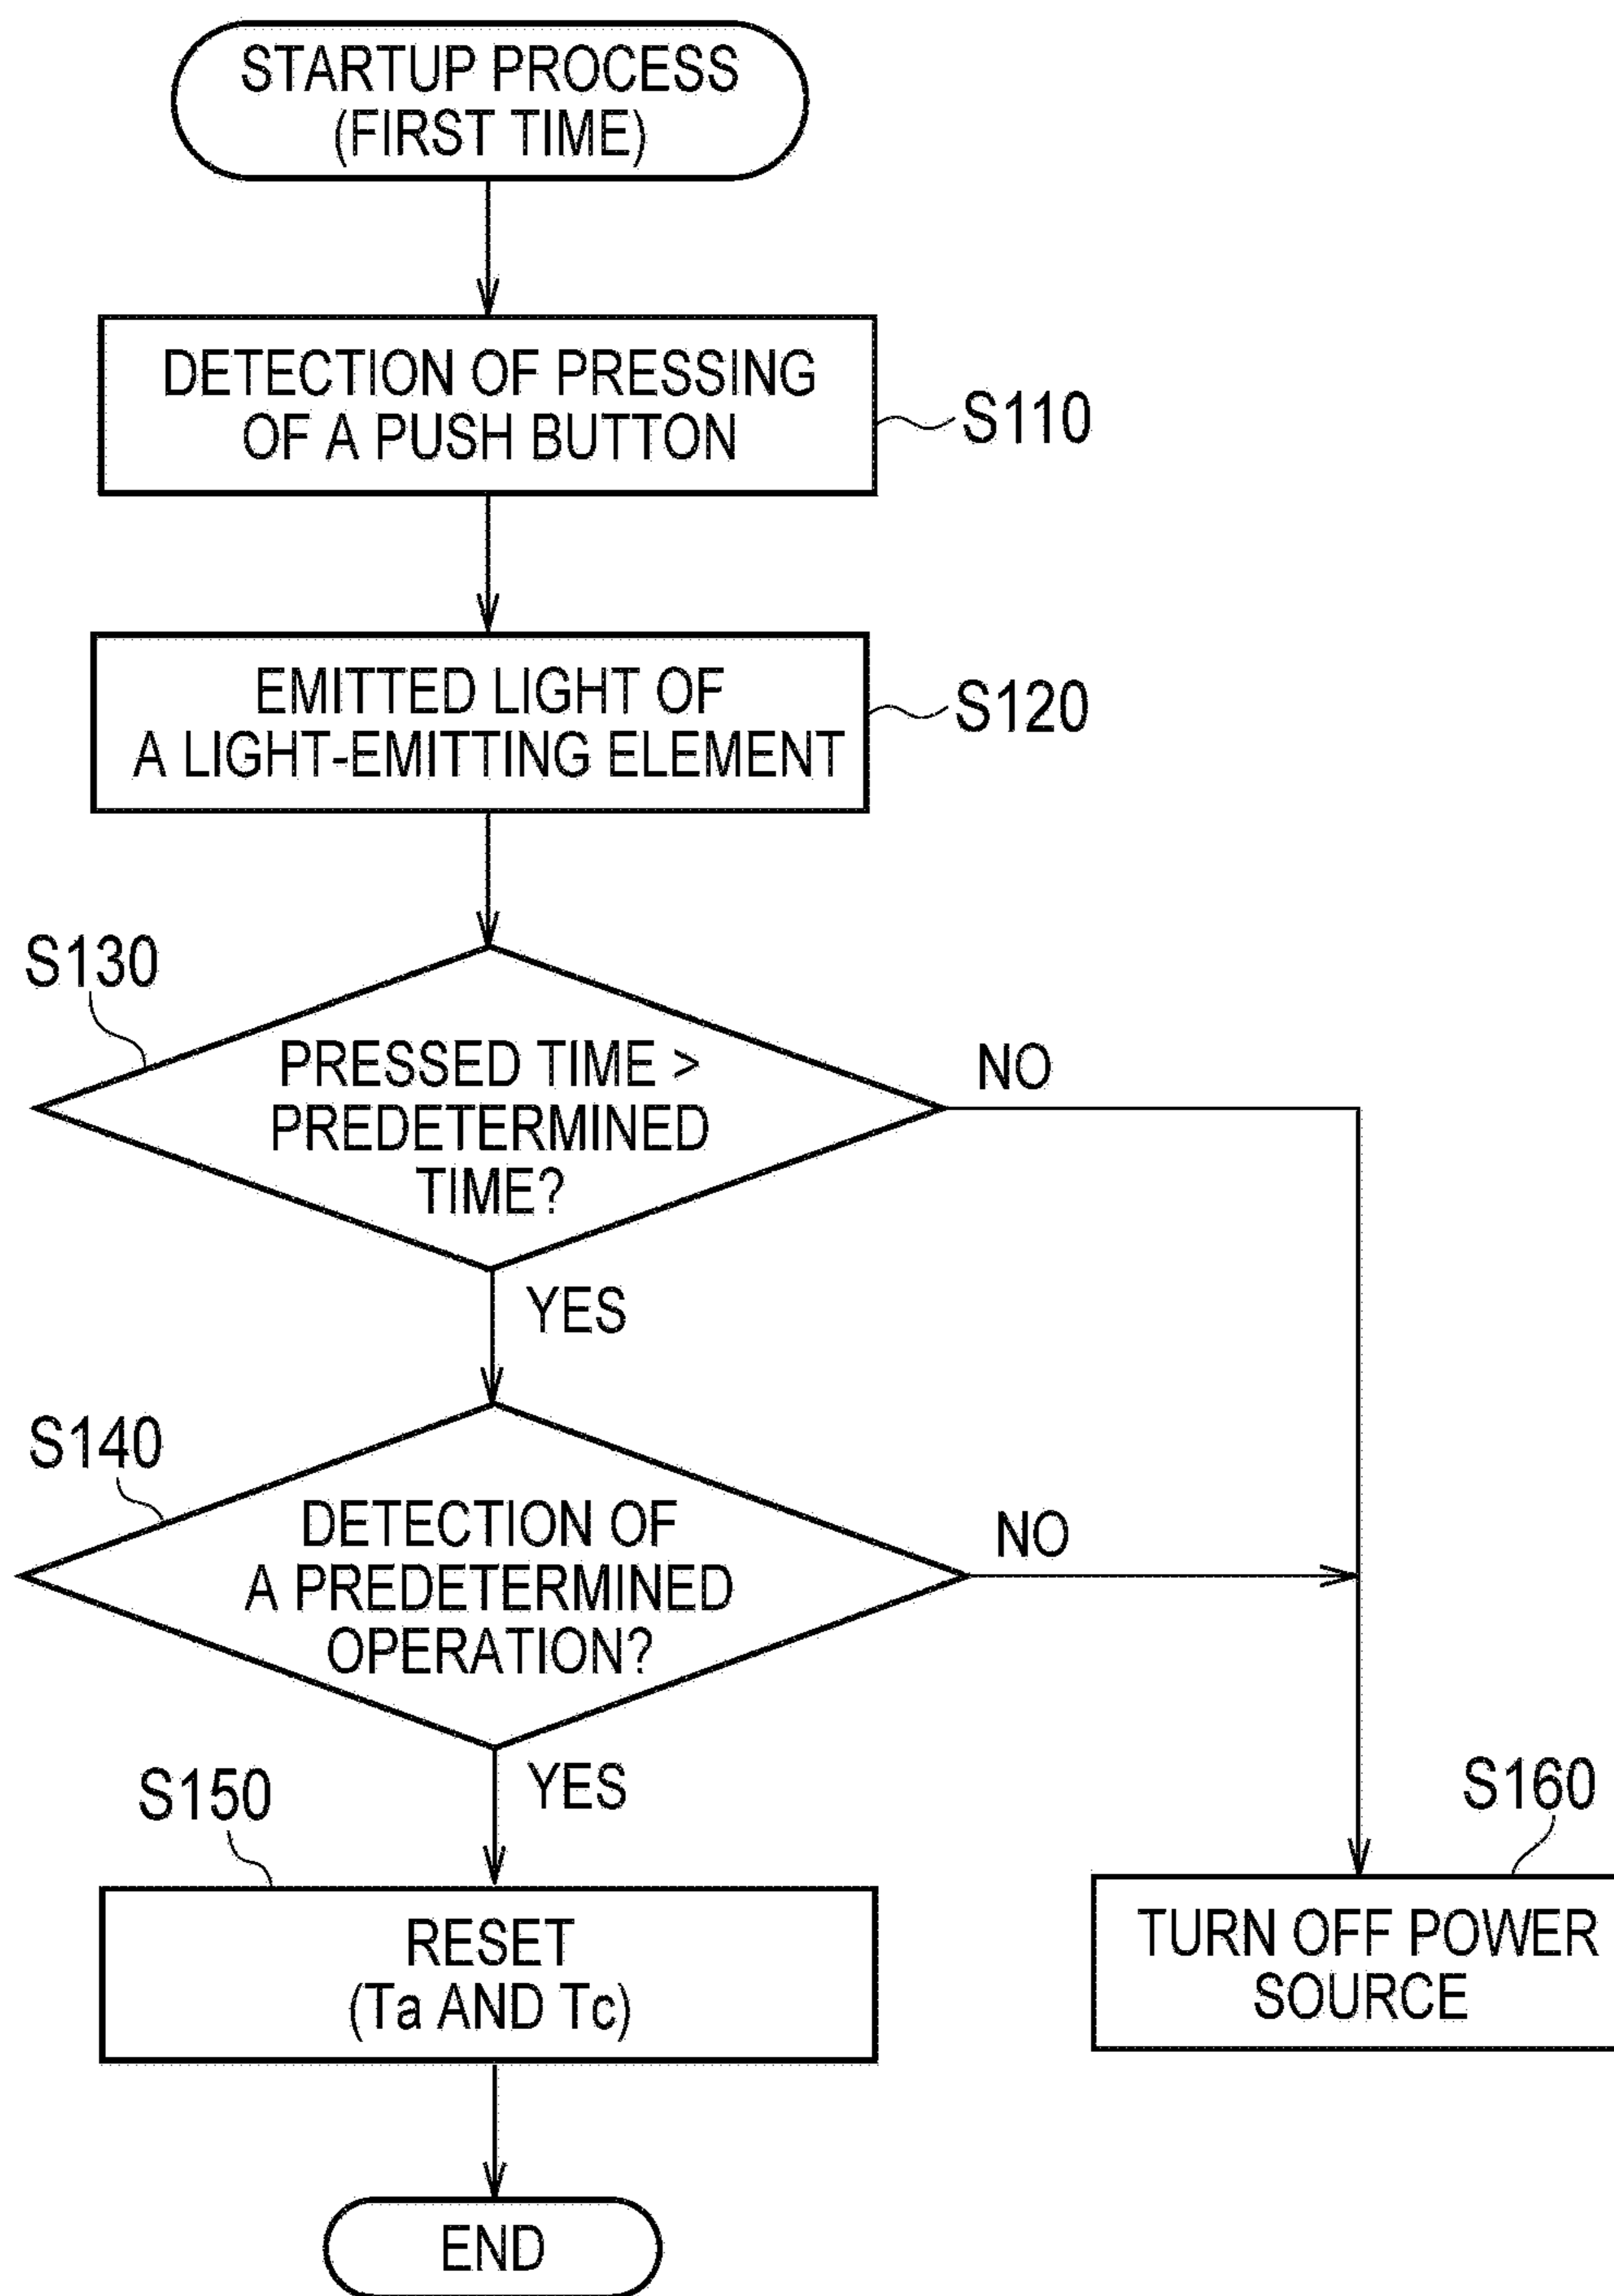 STARTUP PROCESS
(FIRST TIME)
DETECTION OF PRESSING
OF A PUSH BUTTON
S110
EMITTED LIGHT OF
A LIGHT-EMITTING ELEMENT
S120
S130
PRESSED TIME >
PREDETERMINED
TIME?
NO
YES
S140
DETECTION OF
A PREDETERMINED
OPERATION?
NO
YES
S150
RESET
(Ta AND Tc)
S160
TURN OFF POWER
SOURCE
END